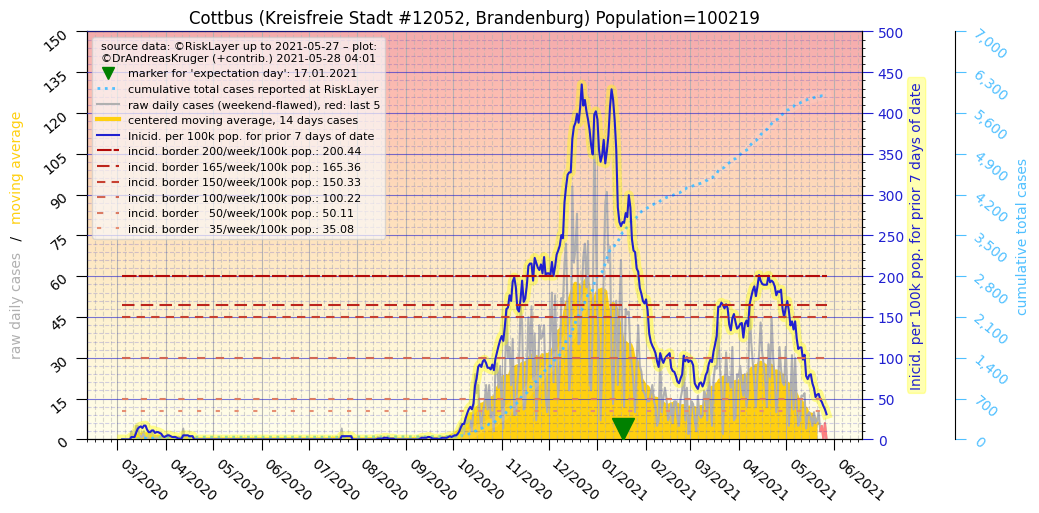 Cottbus (Kreisfreie Stadt #12052, Brandenburg) Population=100219
source data: ©RiskLayer up to 2021-05-27 – plot:
©DrAndreasKruger (+contrib.) 2021-05-28 04:01
marker for 'expectation day': 17.01.2021
cumulative total cases reported at RiskLayer
raw daily cases (weekend-flawed), red: last 5
centered moving average, 14 days cases
Inicid. per 100k pop. for prior 7 days of date
incid. border 200/week/100k pop.: 200.44
incid. border 165/week/100k pop.: 165.36
incid. border 150/week/100k pop.: 150.33
incid. border 100/week/100k pop.: 100.22
incid. border   50/week/100k pop.: 50.11
incid. border   35/week/100k pop.: 35.08
raw daily cases / moving average
150
135
120
105
90
75
60
45
30
15
0
03/2020
04/2020
05/2020
06/2020
07/2020
08/2020
09/2020
10/2020
11/2020
12/2020
01/2021
02/2021
03/2021
04/2021
05/2021
06/2021
500
450
400
350
300
250
200
150
100
50
0
Inicid. per 100k pop. for prior 7 days of date
7,000
6,300
5,600
4,900
4,200
3,500
2,800
2,100
1,400
700
0
cumulative total cases